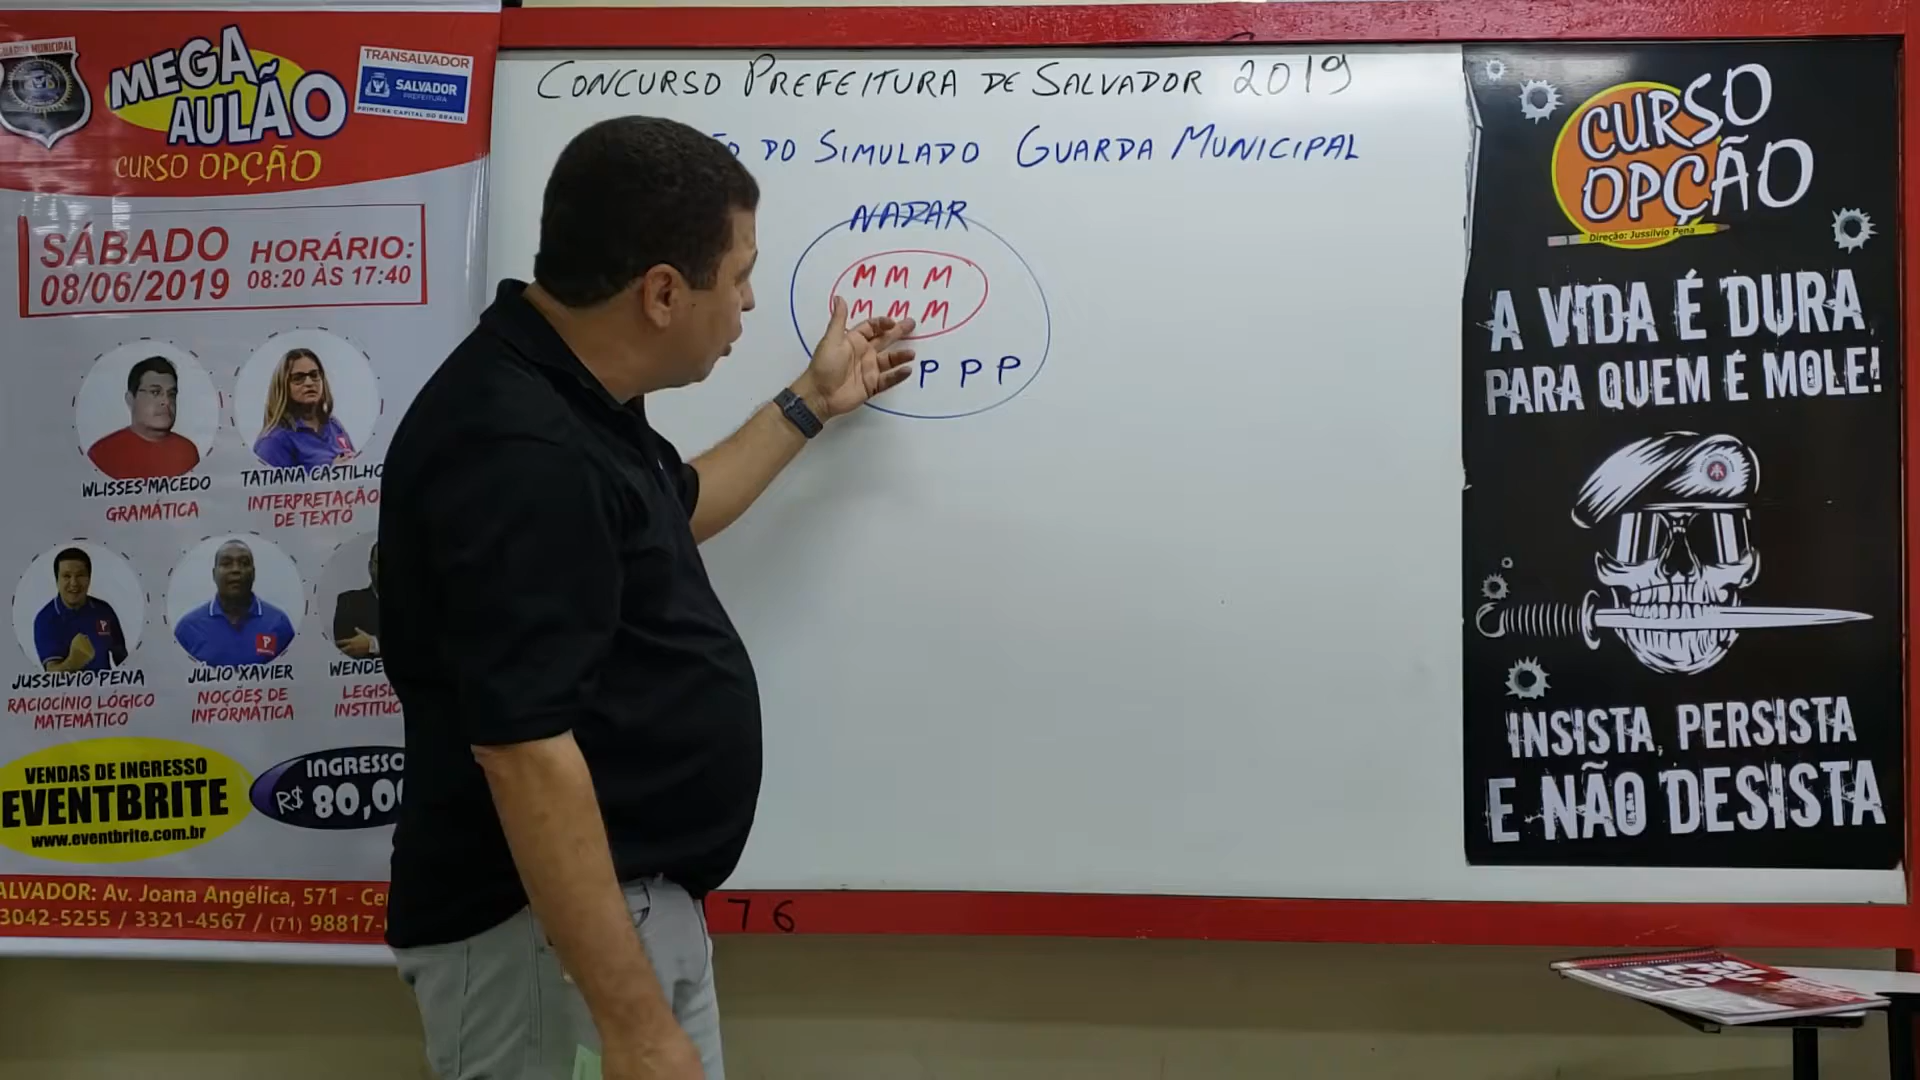 GUARDA MUNICIPAL
MEGA
AULÃO
CURSO OPÇÃO
TRANSALVADOR
SALVADOR
PREFEITURA
PRIMEIRA CAPITAL DO BRASIL
SÁBADO
08/06/2019
HORÁRIO:
08:20 ÀS 17:40
WLISSES MACEDO
GRAMÁTICA
TATIANA CASTILHO
INTERPRETAÇÃO
DE TEXTO
JUSSILVIO PENA
RACIOCÍNIO LÓGICO
MATEMÁTICO
JÚLIO XAVIER
NOÇÕES DE
INFORMÁTICA
WENDE
LEGISL
INSTITUC
VENDAS DE INGRESSO
EVENTBRITE
www.eventbrite.com.br
INGRESSO
R$ 80,00
ALVADOR: Av. Joana Angélica, 571 - Ce
3042-5255 / 3321-4567 / (71) 98817-
CONCURSO PREFEITURA DE SALVADOR 2019
ÃO DO SIMULADO GUARDA MUNICIPAL
NADAR
M M M
M M M
P P P
76
CURSO
OPÇÃO
Direção: Jussilvio Pena
A VIDA É DURA
PARA QUEM É MOLE!
INSISTA, PERSISTA
E NÃO DESISTA